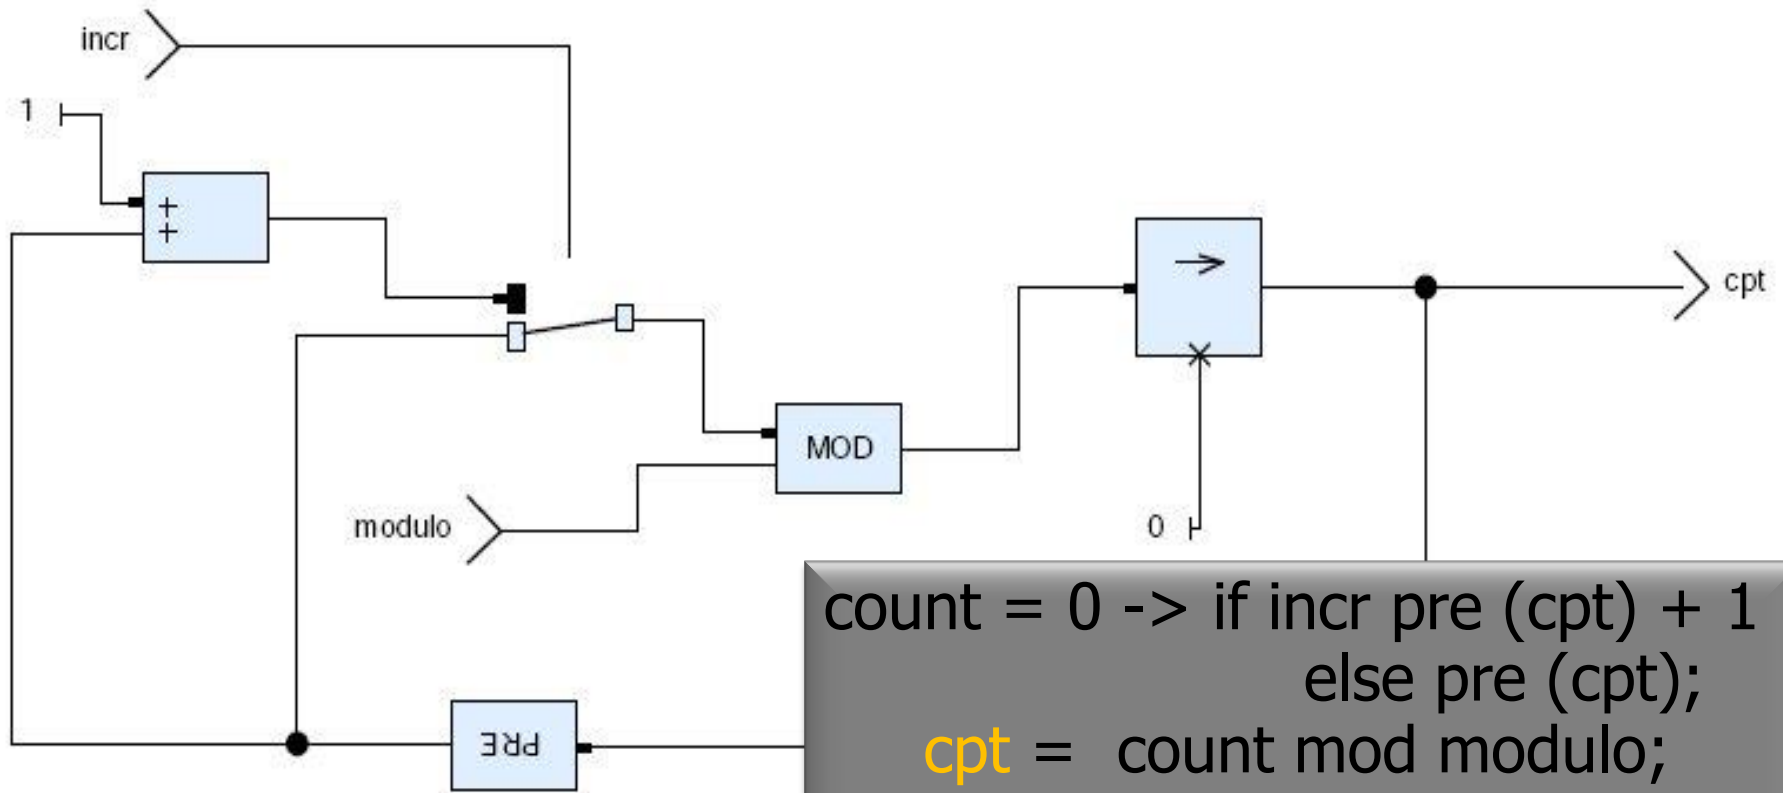 incr
1
+
+
cpt
MOD
modulo
0
PRE
count = 0 -> if incr pre (cpt) + 1
else pre (cpt);
cpt = count mod modulo;